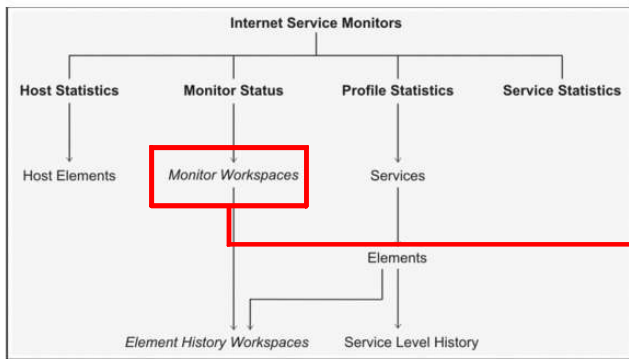 Internet Service Monitors
Host Statistics Monitor Status Profile Statistics Service Statistics
Host Elements Monitor Workspaces Services
Elements
Element History Workspaces Service Level History